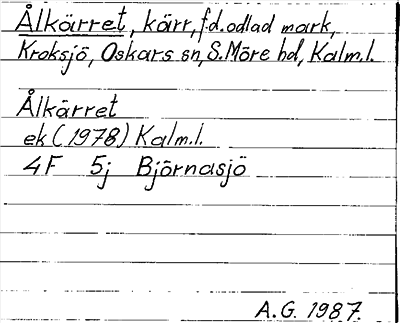 Ålkärret, kärr, f.d. odlad mark,
Kroksjö, Oskars sn, S. Möre hd, Kalm.l.
Ålkärret
ek (1978) Kalm.l.
4F 5j Björnasjö
A.G. 1987.